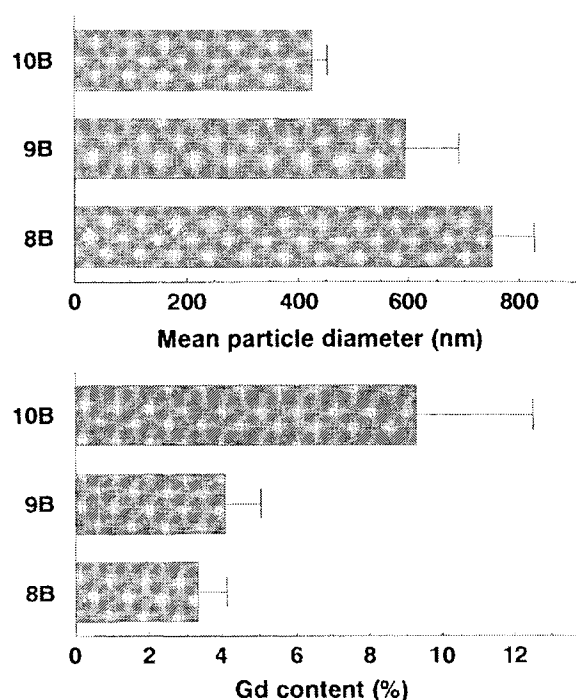 10B
9B
8B
0 200 400 600 800
Mean particle diameter (nm)
10B
9B
8B
0 2 4 6 8 10 12
Gd content (%)